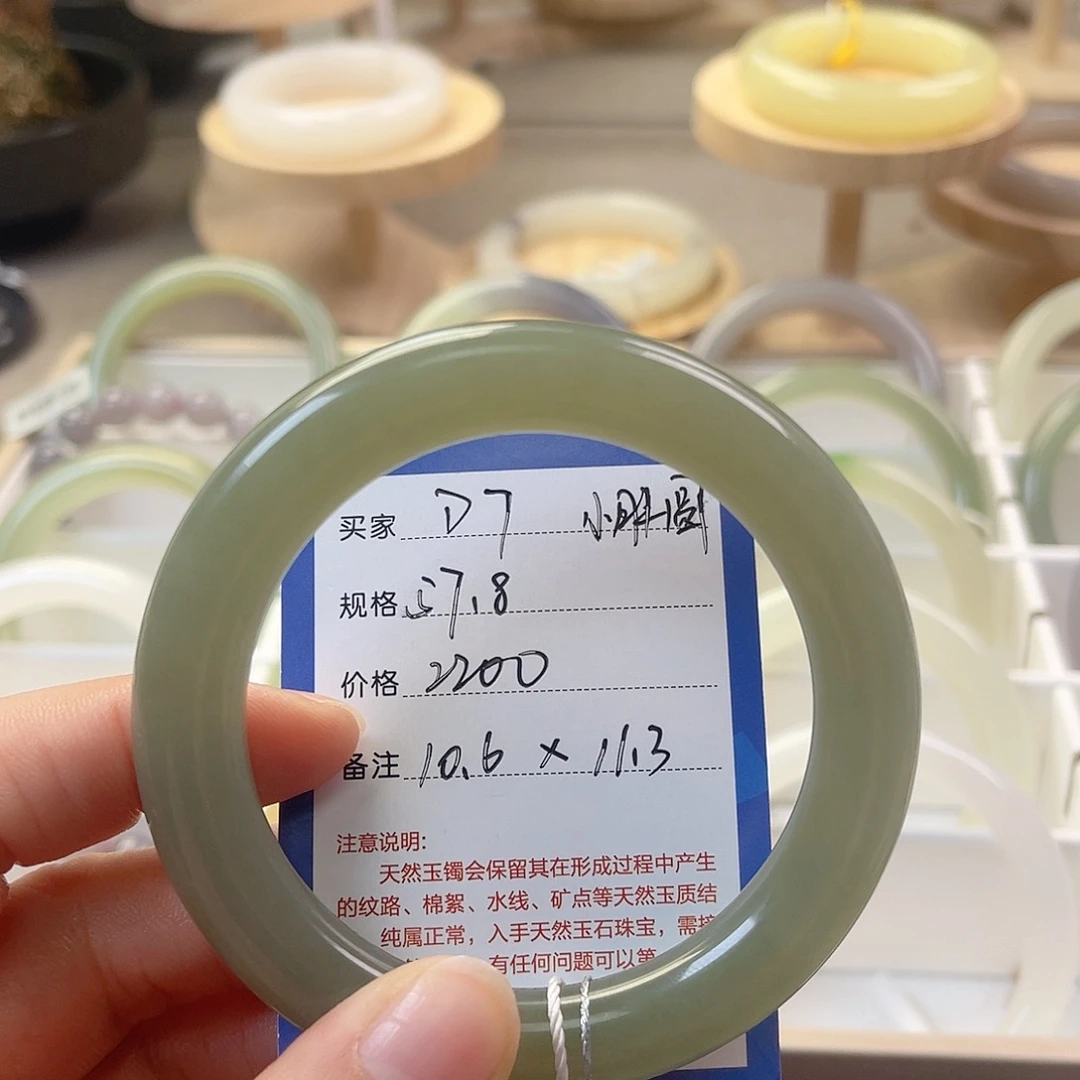 买家 D7 小胖圆
规格 57.8
价格 2200
备注 10.6 × 11.3
注意说明:
天然玉镯会保留其在形成过程中产生
的纹路、棉絮、水线、矿点等天然玉质结
纯属正常，入手天然玉石珠宝，需接
有任何问题可以第